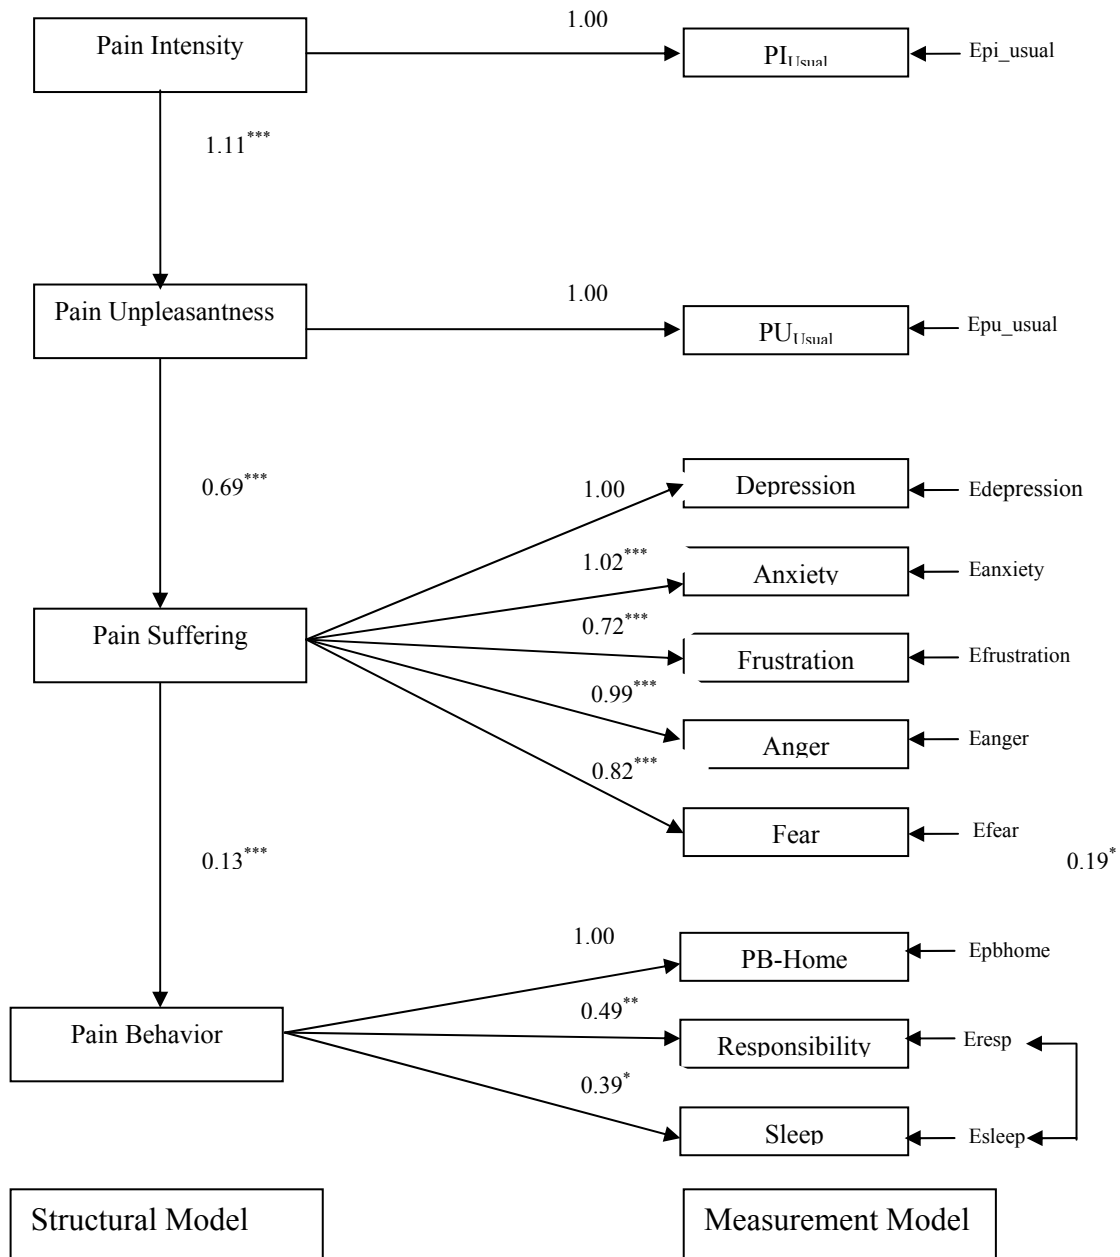 1.00
Pain Intensity
PIUsual
Epi_usual
1.11***
1.00
Pain Unpleasantness
PUUsual
Epu_usual
0.69***
1.00
Depression
Edepression
1.02***
Anxiety
Eanxiety
0.72***
Pain Suffering
Frustration
Efrustration
0.99***
Anger
Eanger
0.82***
Fear
Efear
0.13***
0.19*
1.00
PB-Home
Epbhome
0.49**
Pain Behavior
Responsibility
Eresp
0.39*
Sleep
Esleep
Structural Model
Measurement Model